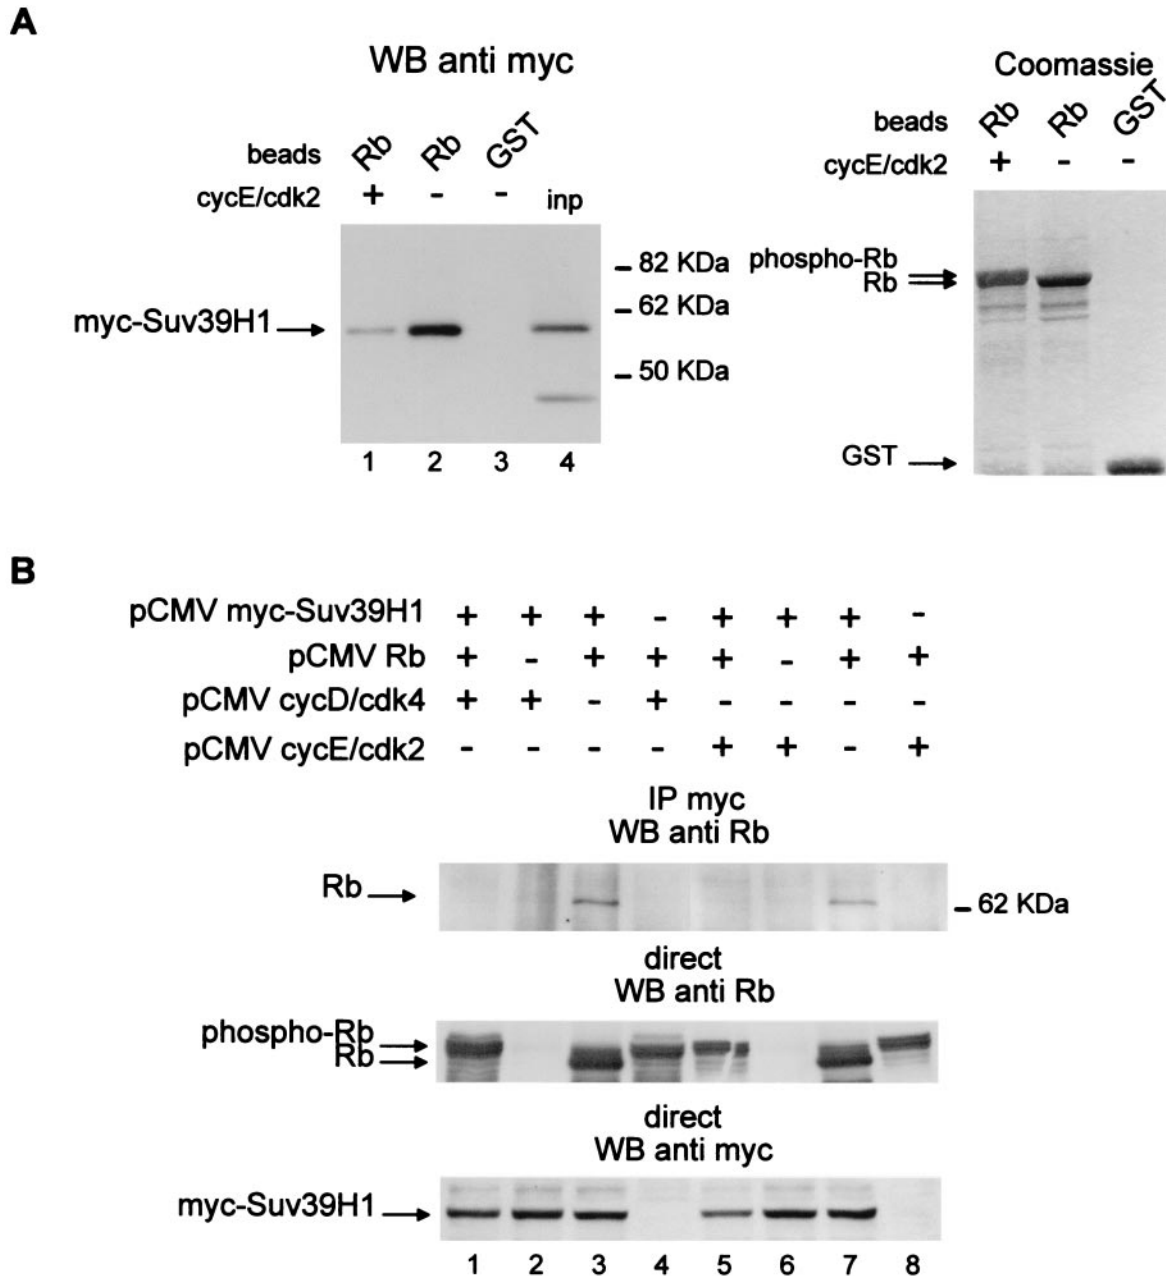 A
WB anti myc
beads Rb Rb GST
cycE/cdk2 + - - inp
82 KDa
62 KDa
myc-Suv39H1
50 KDa
1 2 3 4
Coomassie
beads Rb Rb GST
cycE/cdk2 + - -
phospho-Rb
Rb
GST
B
pCMV myc-Suv39H1 + + + - + + + -
pCMV Rb + - + + + - + +
pCMV cycD/cdk4 + + - + - - - -
pCMV cycE/cdk2 - - - - + + - +
IP myc
WB anti Rb
Rb
62 KDa
direct
WB anti Rb
phospho-Rb
Rb
direct
WB anti myc
myc-Suv39H1
1 2 3 4 5 6 7 8